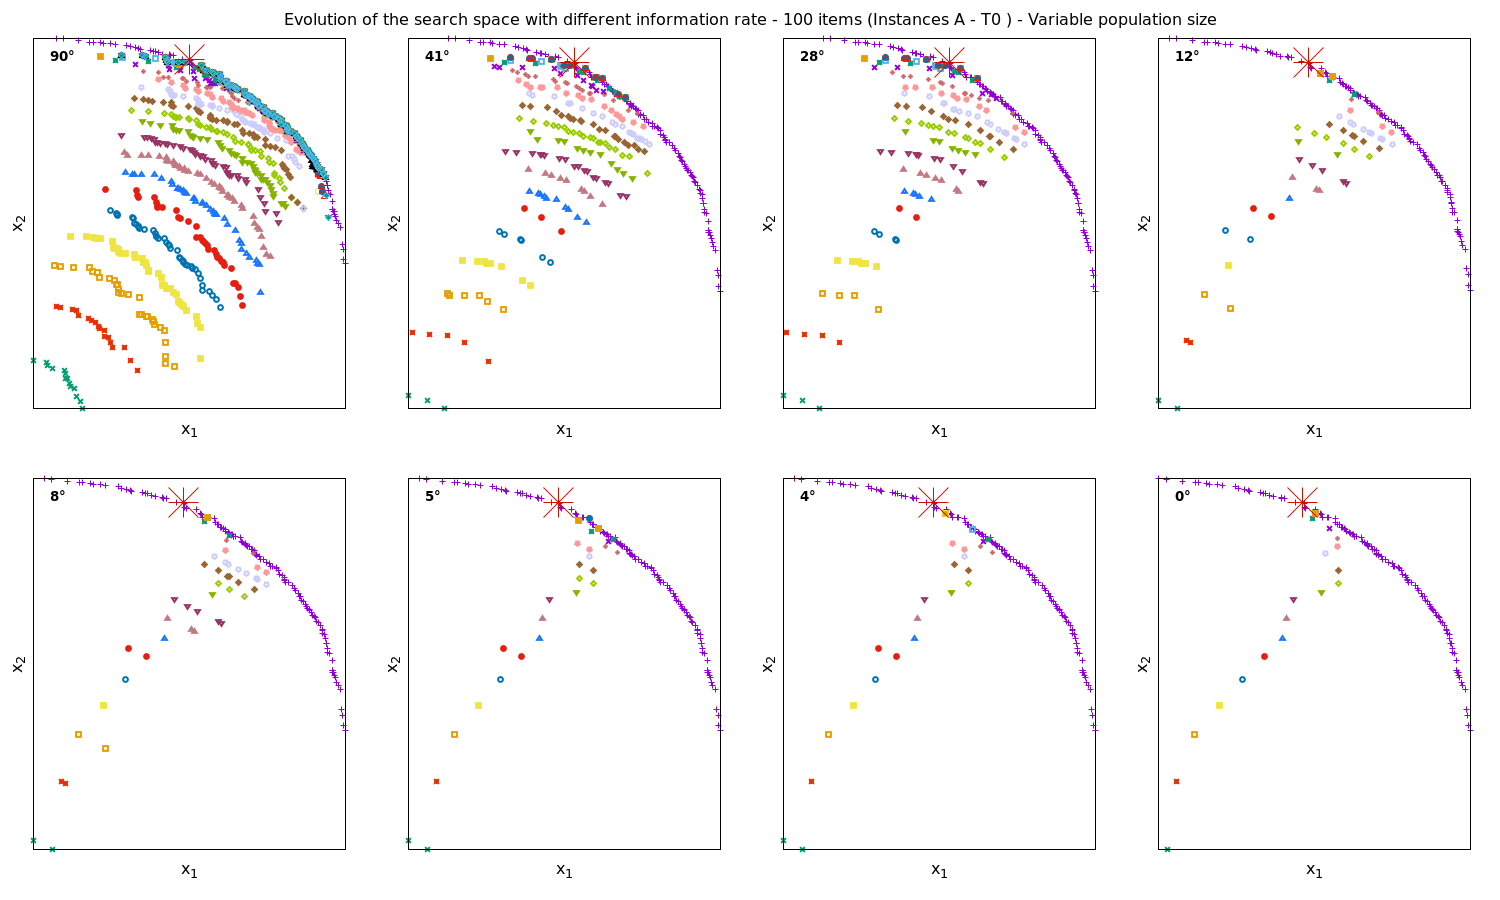 Evolution of the search space with different information rate - 100 items (Instances A - T0 ) - Variable population size
90°
41°
28°
12°
x2
x2
x2
x2
x1
x1
x1
x1
8°
5°
4°
0°
x2
x2
x2
x2
x1
x1
x1
x1